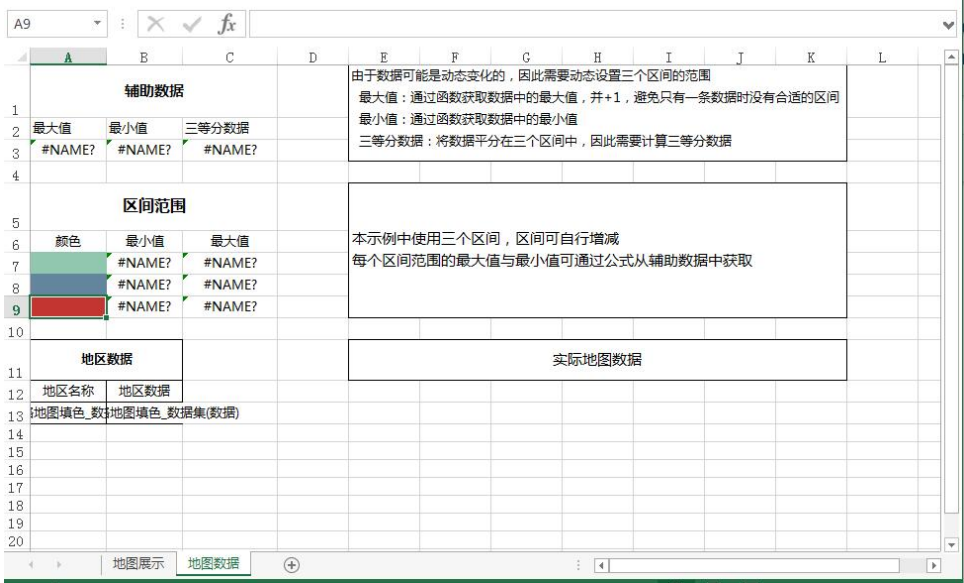 A9
fx
A B C D E F G H I J K L
1 辅助数据
由于数据可能是动态变化的，因此需要动态设置三个区间的范围
最大值：通过函数获取数据中的最大值，并+1，避免只有一条数据时没有合适的区间
最小值：通过函数获取数据中的最小值
三等分数据：将数据平分在三个区间中，因此需要计算三等分数据
2 最大值 最小值 三等分数据
3 #NAME? #NAME? #NAME?
4
5 区间范围
本示例中使用三个区间，区间可自行增减
每个区间范围的最大值与最小值可通过公式从辅助数据中获取
6 颜色 最小值 最大值
7 #NAME? #NAME?
8 #NAME? #NAME?
9 #NAME? #NAME?
10
11 地区数据 实际地图数据
12 地区名称 地区数据
13 地图填色_数 地图填色_数据集(数据)
14
15
16
17
18
19
20
地图展示 地图数据